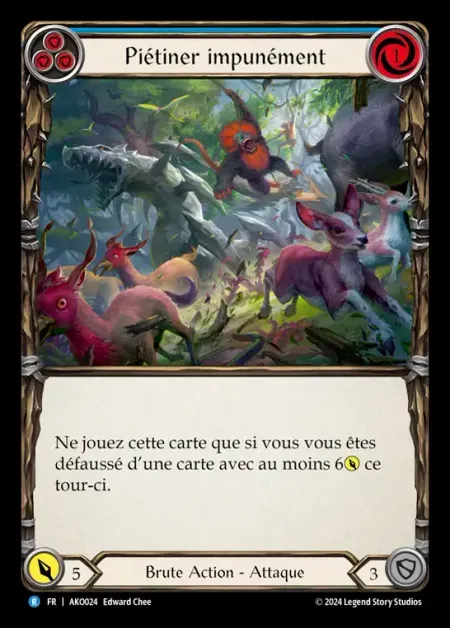 Piétiner impunément
1
Ne jouez cette carte que si vous vous êtes
défaussé d'une carte avec au moins 6 ce
tour-ci.
5
Brute Action - Attaque
3
R FR | AKO024 Edward Chee
© 2024 Legend Story Studios